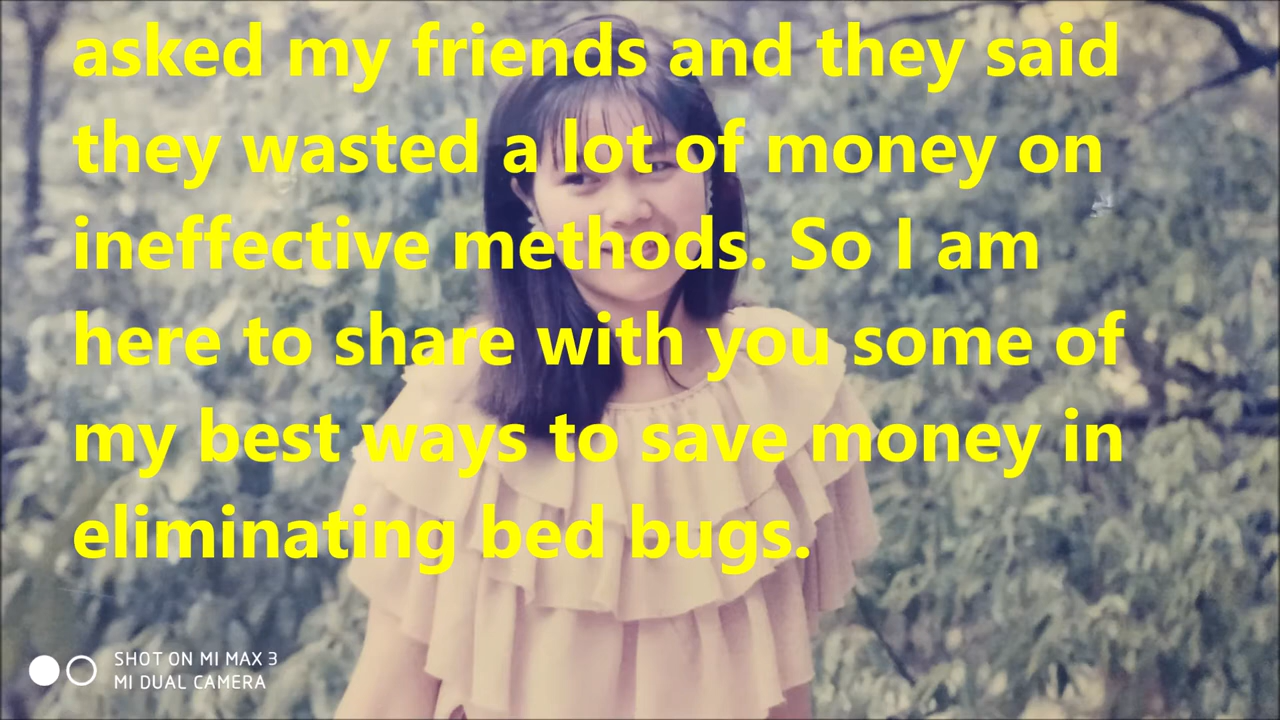 asked my friends and they said
they wasted a lot of money on
ineffective methods. So I am
here to share with you some of
my best ways to save money in
eliminating bed bugs.
SHOT ON MI MAX 3
MI DUAL CAMERA